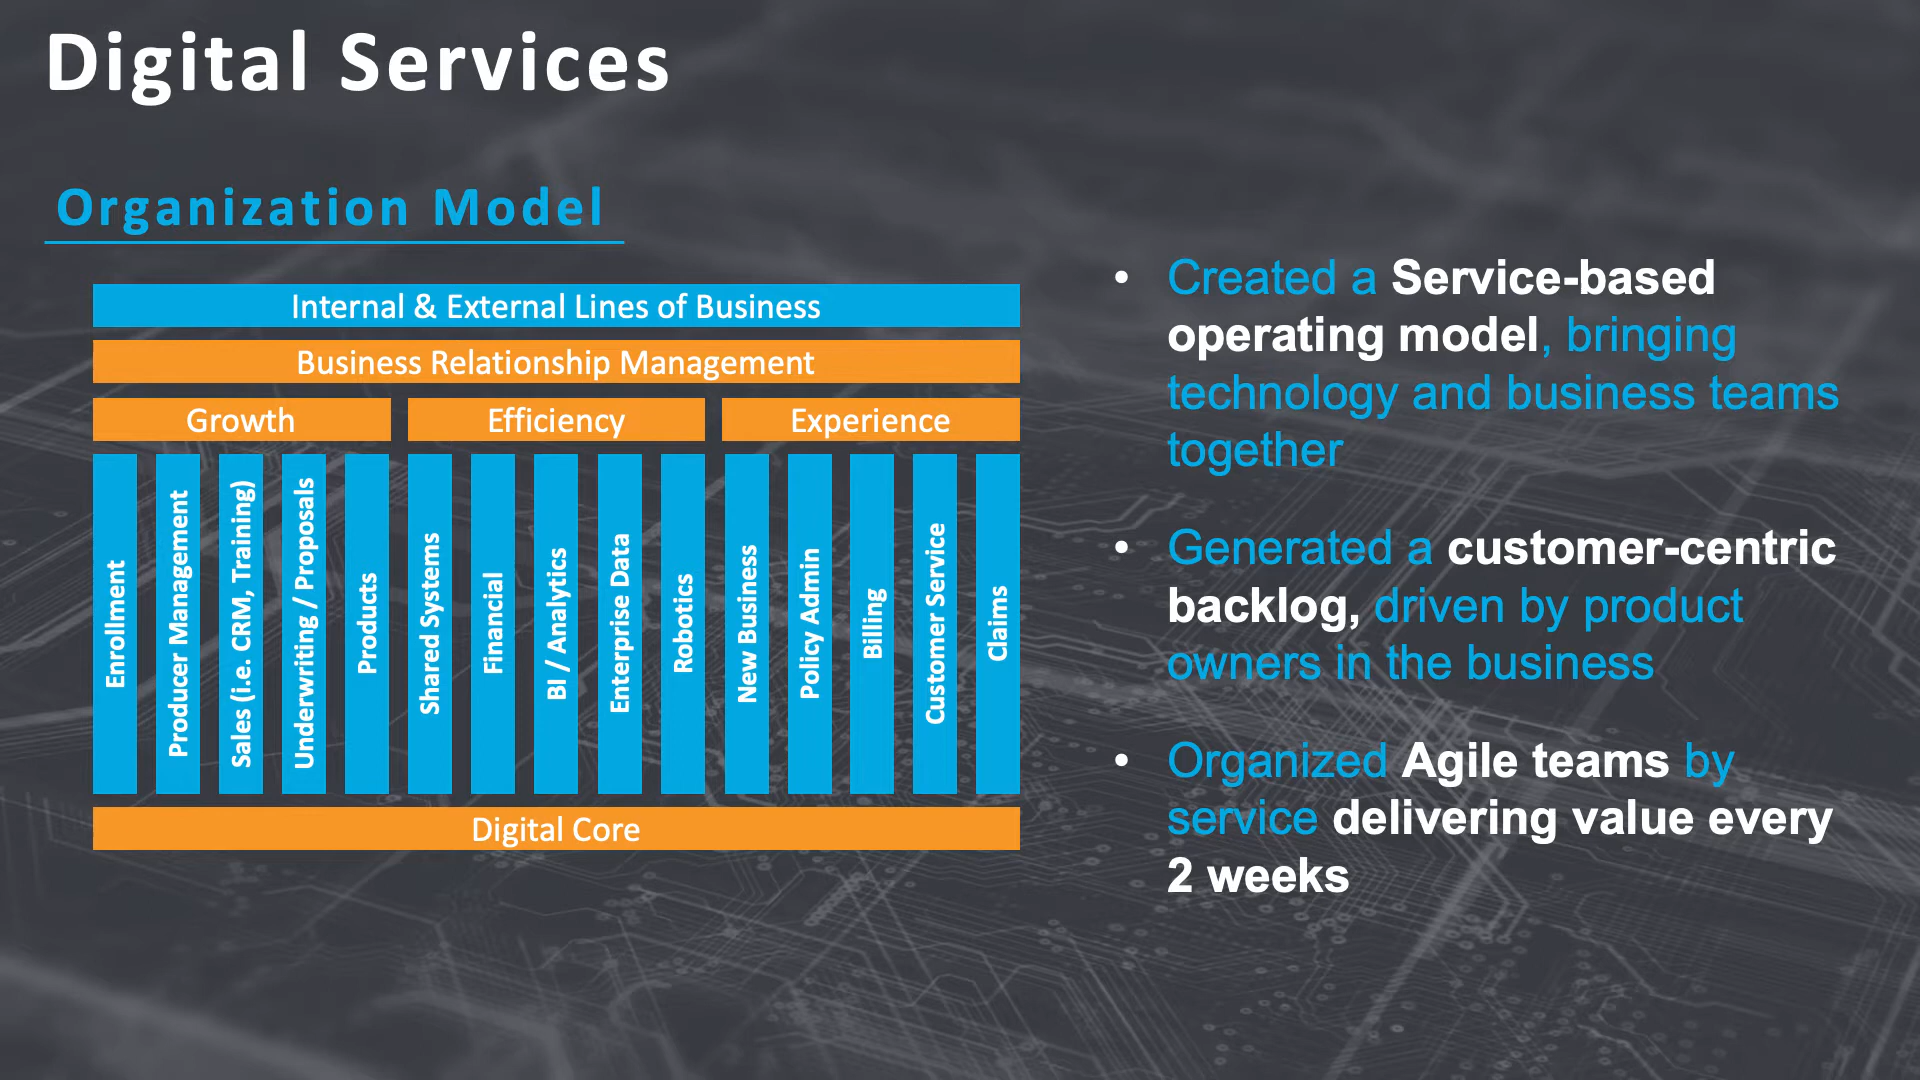 Digital Services
Organization Model
Internal & External Lines of Business
Business Relationship Management
Growth
Efficiency
Experience
Enrollment
Producer Management
Sales (i.e. CRM, Training)
Underwriting / Proposals
Products
Shared Systems
Financial
BI / Analytics
Enterprise Data
Robotics
New Business
Policy Admin
Billing
Customer Service
Claims
Digital Core
• Created a Service-based
operating model, bringing
technology and business teams
together
• Generated a customer-centric
backlog, driven by product
owners in the business
• Organized Agile teams by
service delivering value every
2 weeks